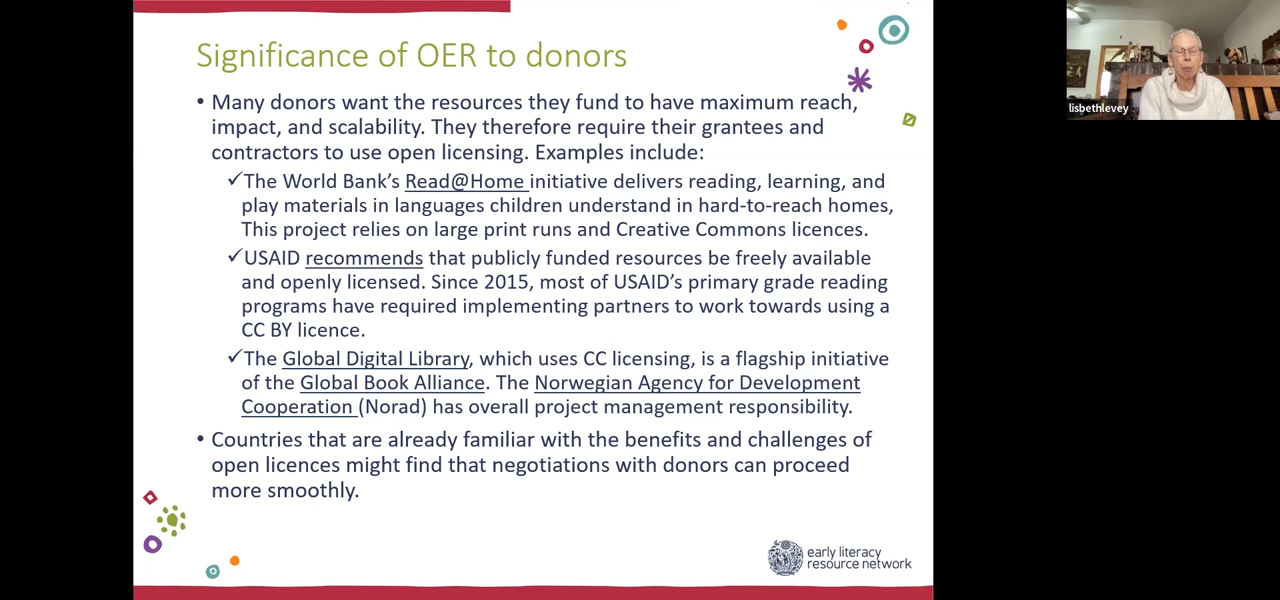 Significance of OER to donors
• Many donors want the resources they fund to have maximum reach,
impact, and scalability. They therefore require their grantees and
contractors to use open licensing. Examples include:
✓The World Bank's Read@Home initiative delivers reading, learning, and
play materials in languages children understand in hard-to-reach homes,
This project relies on large print runs and Creative Commons licences.
✓USAID recommends that publicly funded resources be freely available
and openly licensed. Since 2015, most of USAID's primary grade reading
programs have required implementing partners to work towards using a
CC BY licence.
✓The Global Digital Library, which uses CC licensing, is a flagship initiative
of the Global Book Alliance. The Norwegian Agency for Development
Cooperation (Norad) has overall project management responsibility.
• Countries that are already familiar with the benefits and challenges of
open licences might find that negotiations with donors can proceed
more smoothly.
early literacy
resource network
lisbethlevey